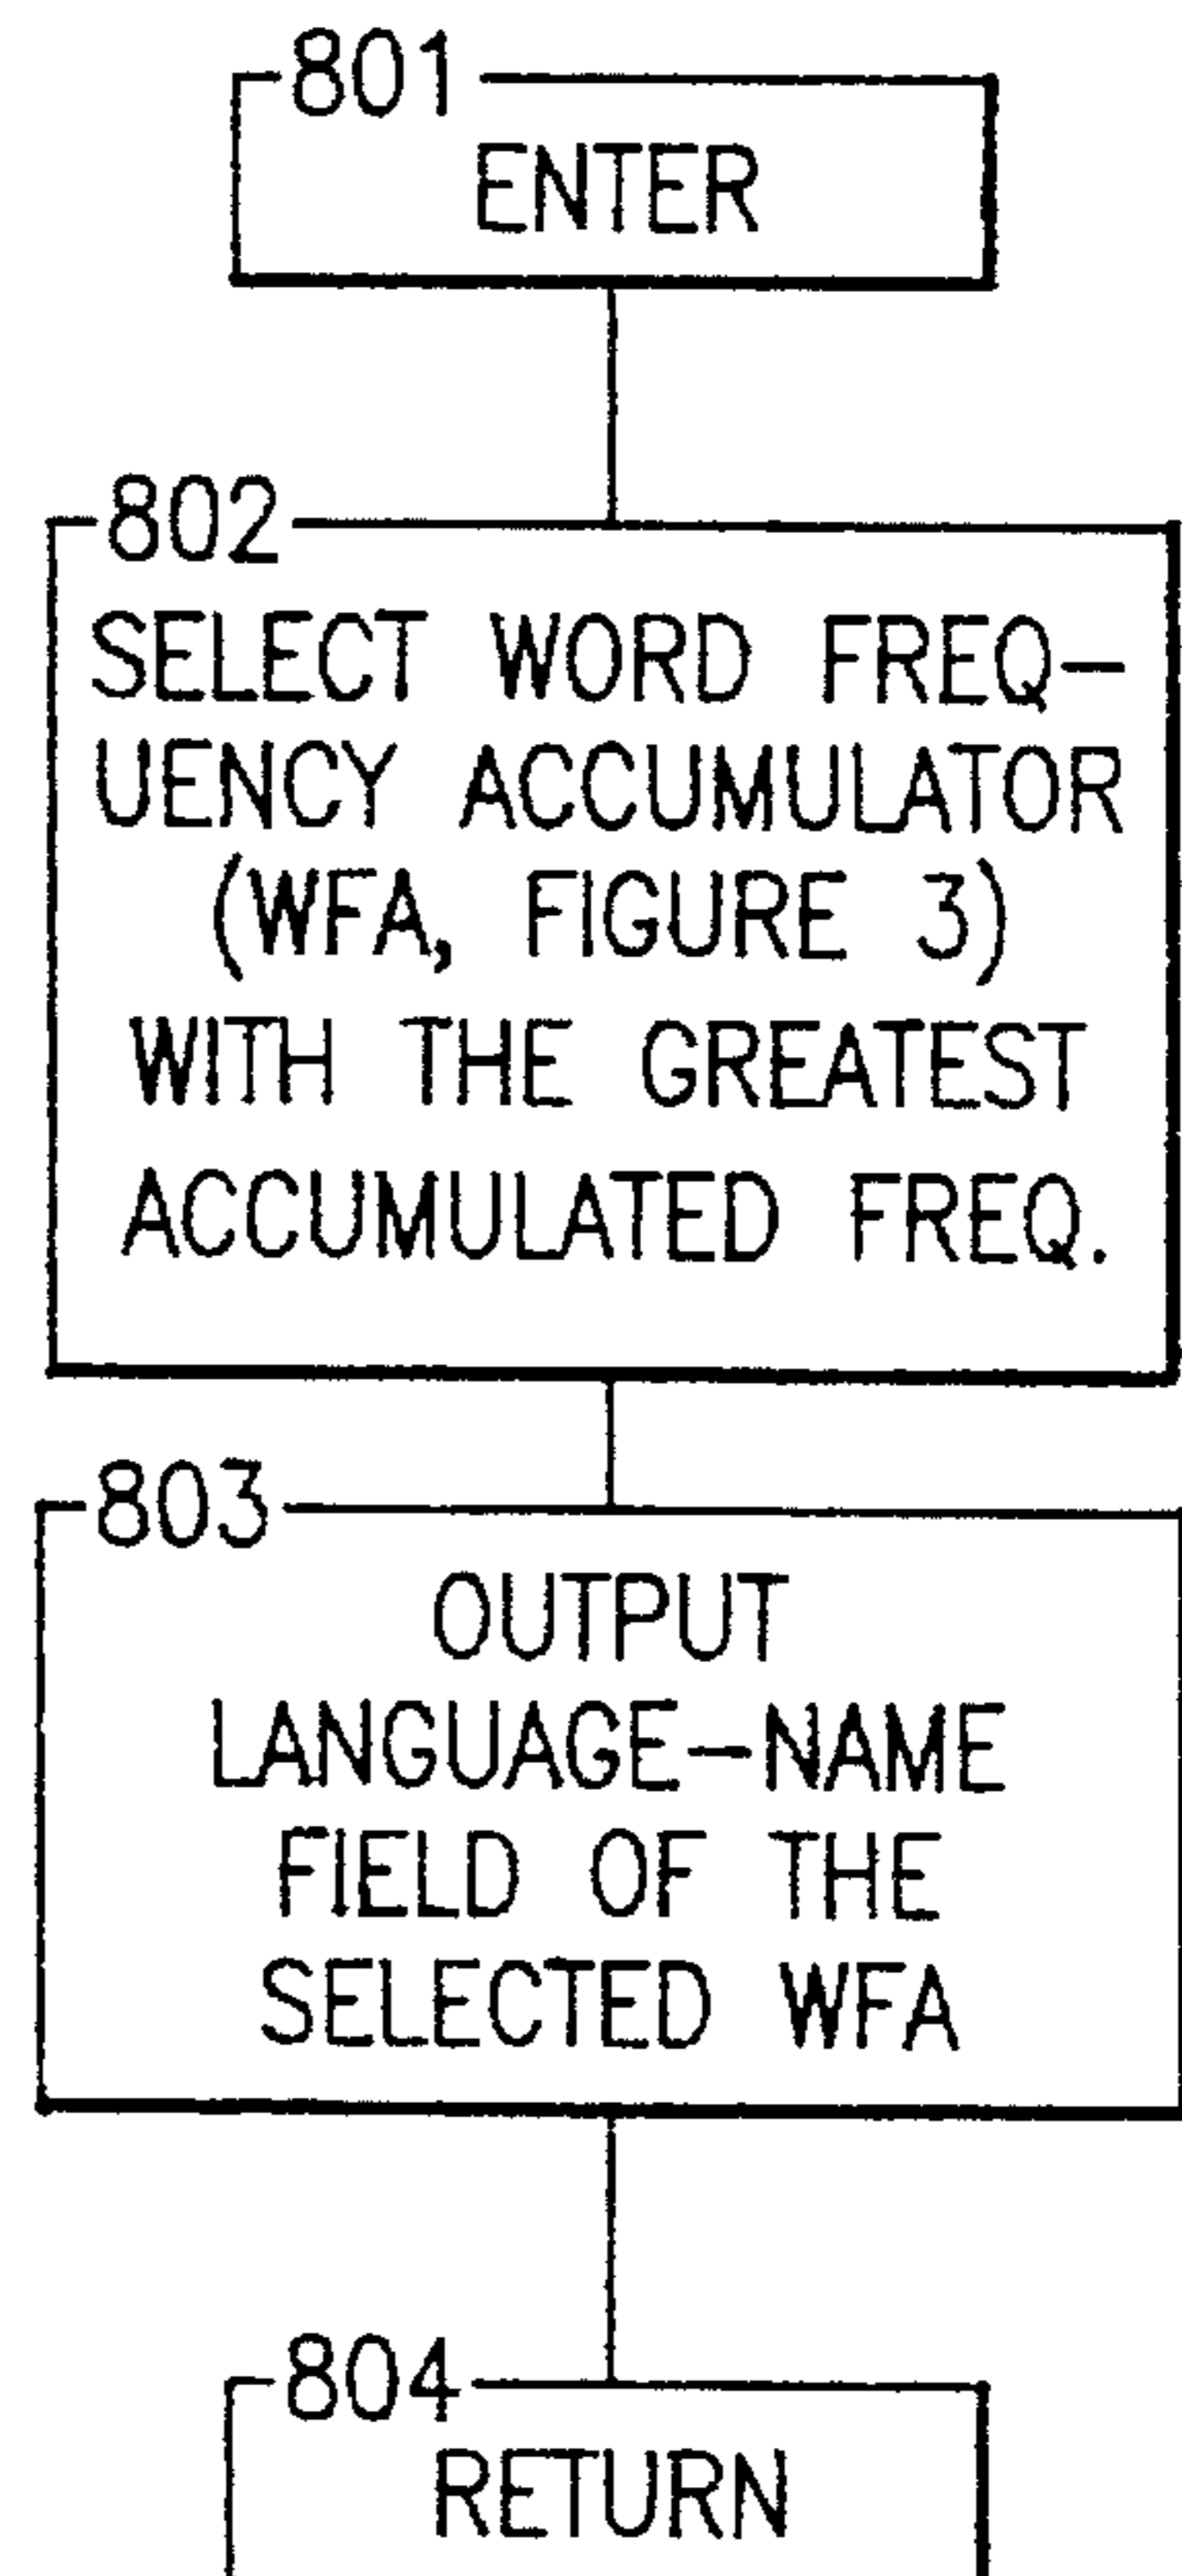 801
ENTER
802
SELECT WORD FREQ-
UENCY ACCUMULATOR
(WFA, FIGURE 3)
WITH THE GREATEST
ACCUMULATED FREQ.
803
OUTPUT
LANGUAGE-NAME
FIELD OF THE
SELECTED WFA
804
RETURN